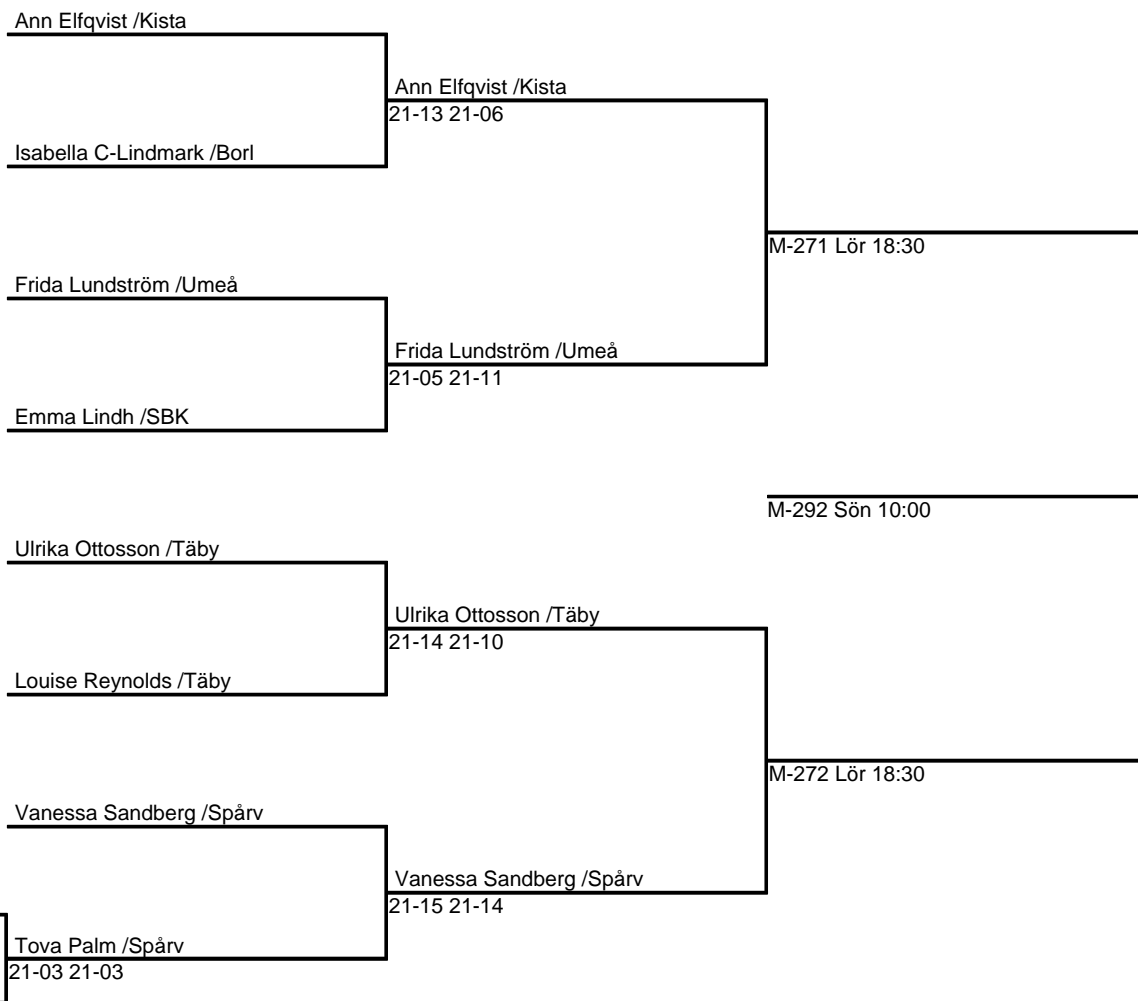 Ann Elfqvist /Kista
Ann Elfqvist /Kista
21-13 21-06
Isabella C-Lindmark /Borl
M-271 Lör 18:30
Frida Lundström /Umeå
Frida Lundström /Umeå
21-05 21-11
Emma Lindh /SBK
M-292 Sön 10:00
Ulrika Ottosson /Täby
Ulrika Ottosson /Täby
21-14 21-10
Louise Reynolds /Täby
M-272 Lör 18:30
Vanessa Sandberg /Spårv
Vanessa Sandberg /Spårv
21-15 21-14
Tova Palm /Spårv
21-03 21-03